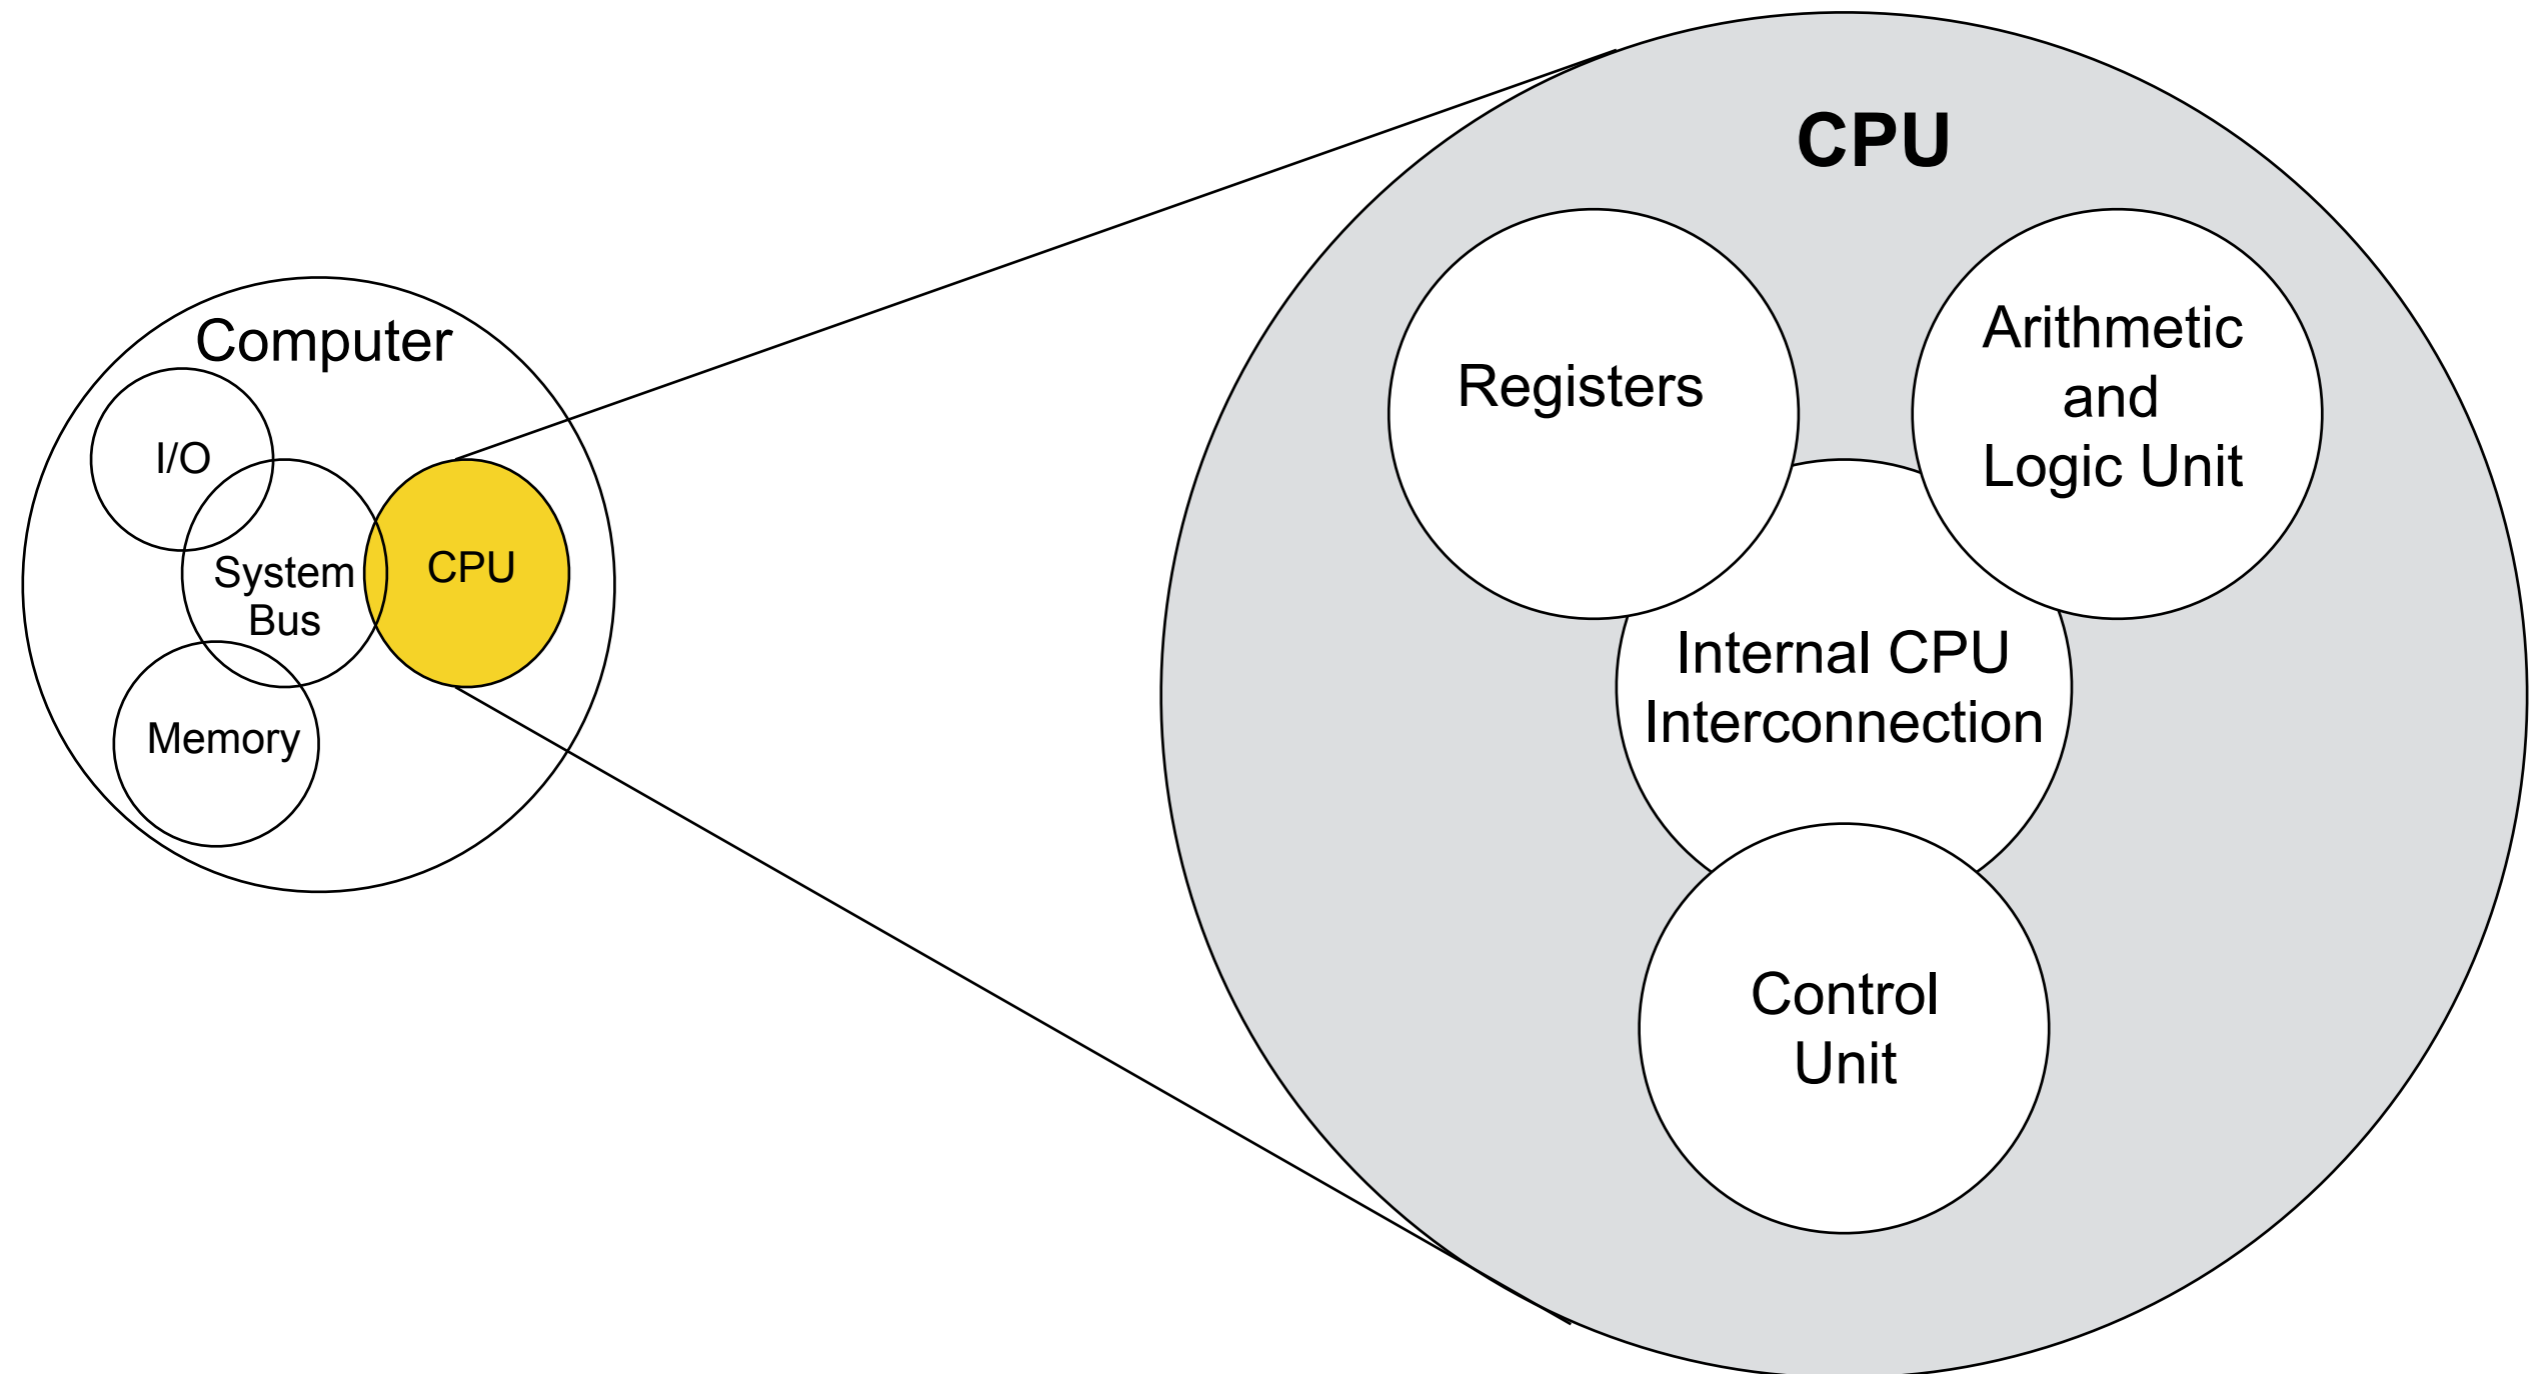 Computer
I/O
System
Bus
CPU
Memory
CPU
Registers
Arithmetic
and
Logic Unit
Internal CPU
Interconnection
Control
Unit